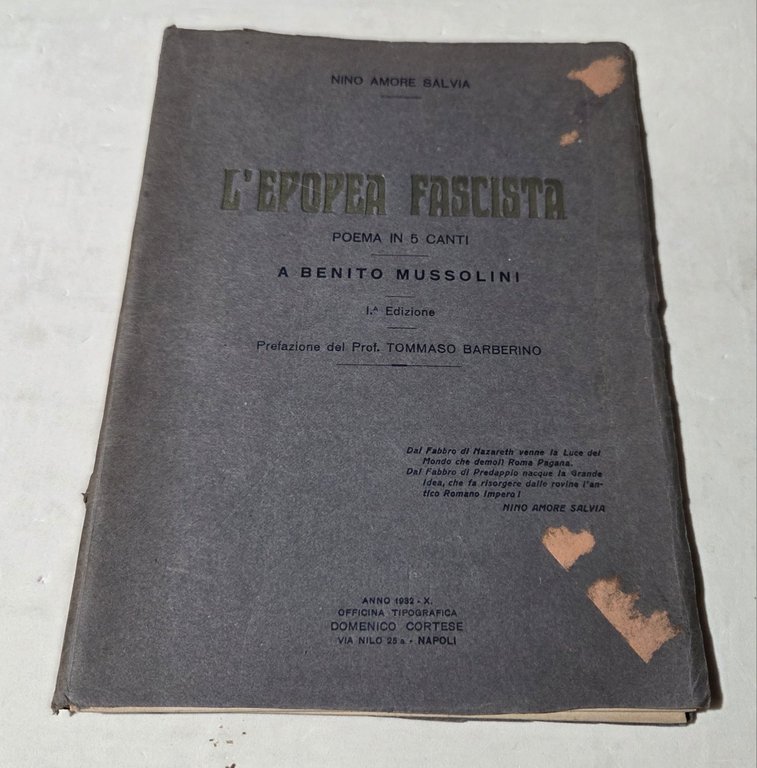 NINO AMORE SALVIA
L'EPOPEA FASCISTA
POEMA IN 5 CANTI
A BENITO MUSSOLINI
I.ᴬ Edizione
Prefazione del Prof. TOMMASO BARBERINO
Dal Fabbro di Nazareth venne la Luce del
Mondo che demolì Roma Pagana.
Dal Fabbro di Predappio nacque la Grande
Idea, che fa risorgere dalle rovine l'an-
tico Romano Impero!
NINO AMORE SALVIA
ANNO 1932 - X.
OFFICINA TIPOGRAFICA
DOMENICO CORTESE
VIA NILO 25 a - NAPOLI